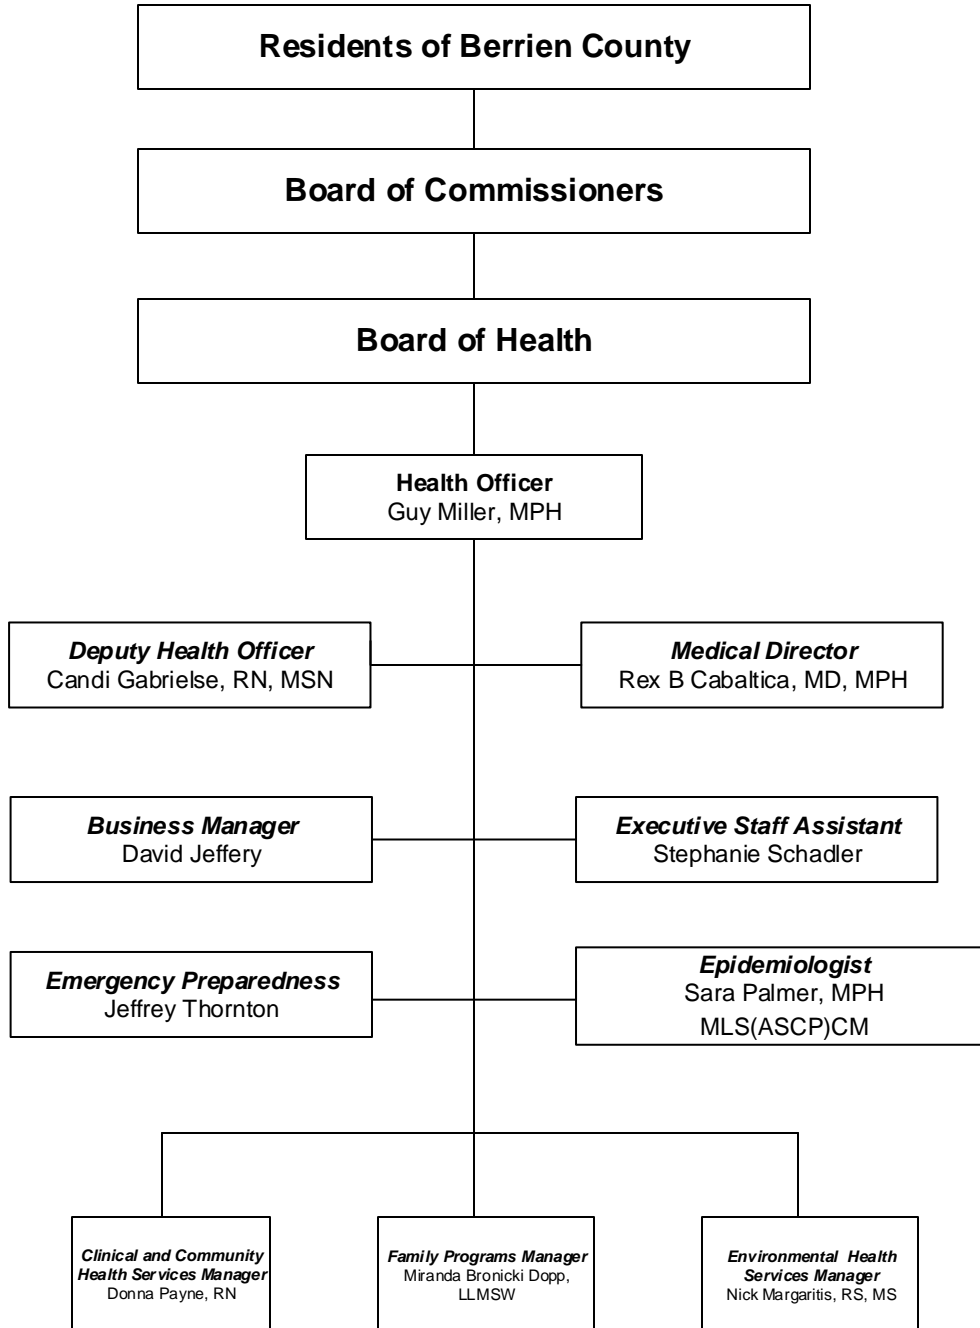 Residents of Berrien County
Board of Commissioners
Board of Health
Health Officer
Guy Miller, MPH
Deputy Health Officer
Candi Gabrielse, RN, MSN
Medical Director
Rex B Cabaltica, MD, MPH
Business Manager
David Jeffery
Executive Staff Assistant
Stephanie Schadler
Emergency Preparedness
Jeffrey Thornton
Epidemiologist
Sara Palmer, MPH
MLS(ASCP)CM
Clinical and Community
Health Services Manager
Donna Payne, RN
Family Programs Manager
Miranda Bronicki Dopp,
LLMSW
Environmental Health
Services Manager
Nick Margaritis, RS, MS